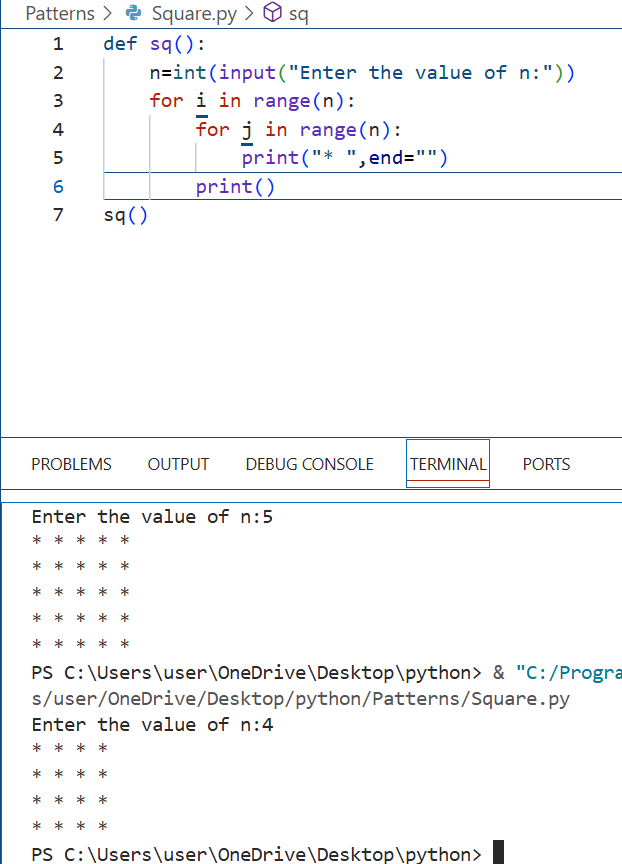 Patterns > Square.py > sq
1 def sq():
2     n=int(input("Enter the value of n:"))
3     for i in range(n):
4         for j in range(n):
5             print("* ",end="")
6         print()
7 sq()
PROBLEMS OUTPUT DEBUG CONSOLE TERMINAL PORTS
Enter the value of n:5
* * * * *
* * * * *
* * * * *
* * * * *
* * * * *
PS C:\Users\user\OneDrive\Desktop\python> & "C:/Progra
s/user/OneDrive/Desktop/python/Patterns/Square.py
Enter the value of n:4
* * * *
* * * *
* * * *
* * * *
PS C:\Users\user\OneDrive\Desktop\python>